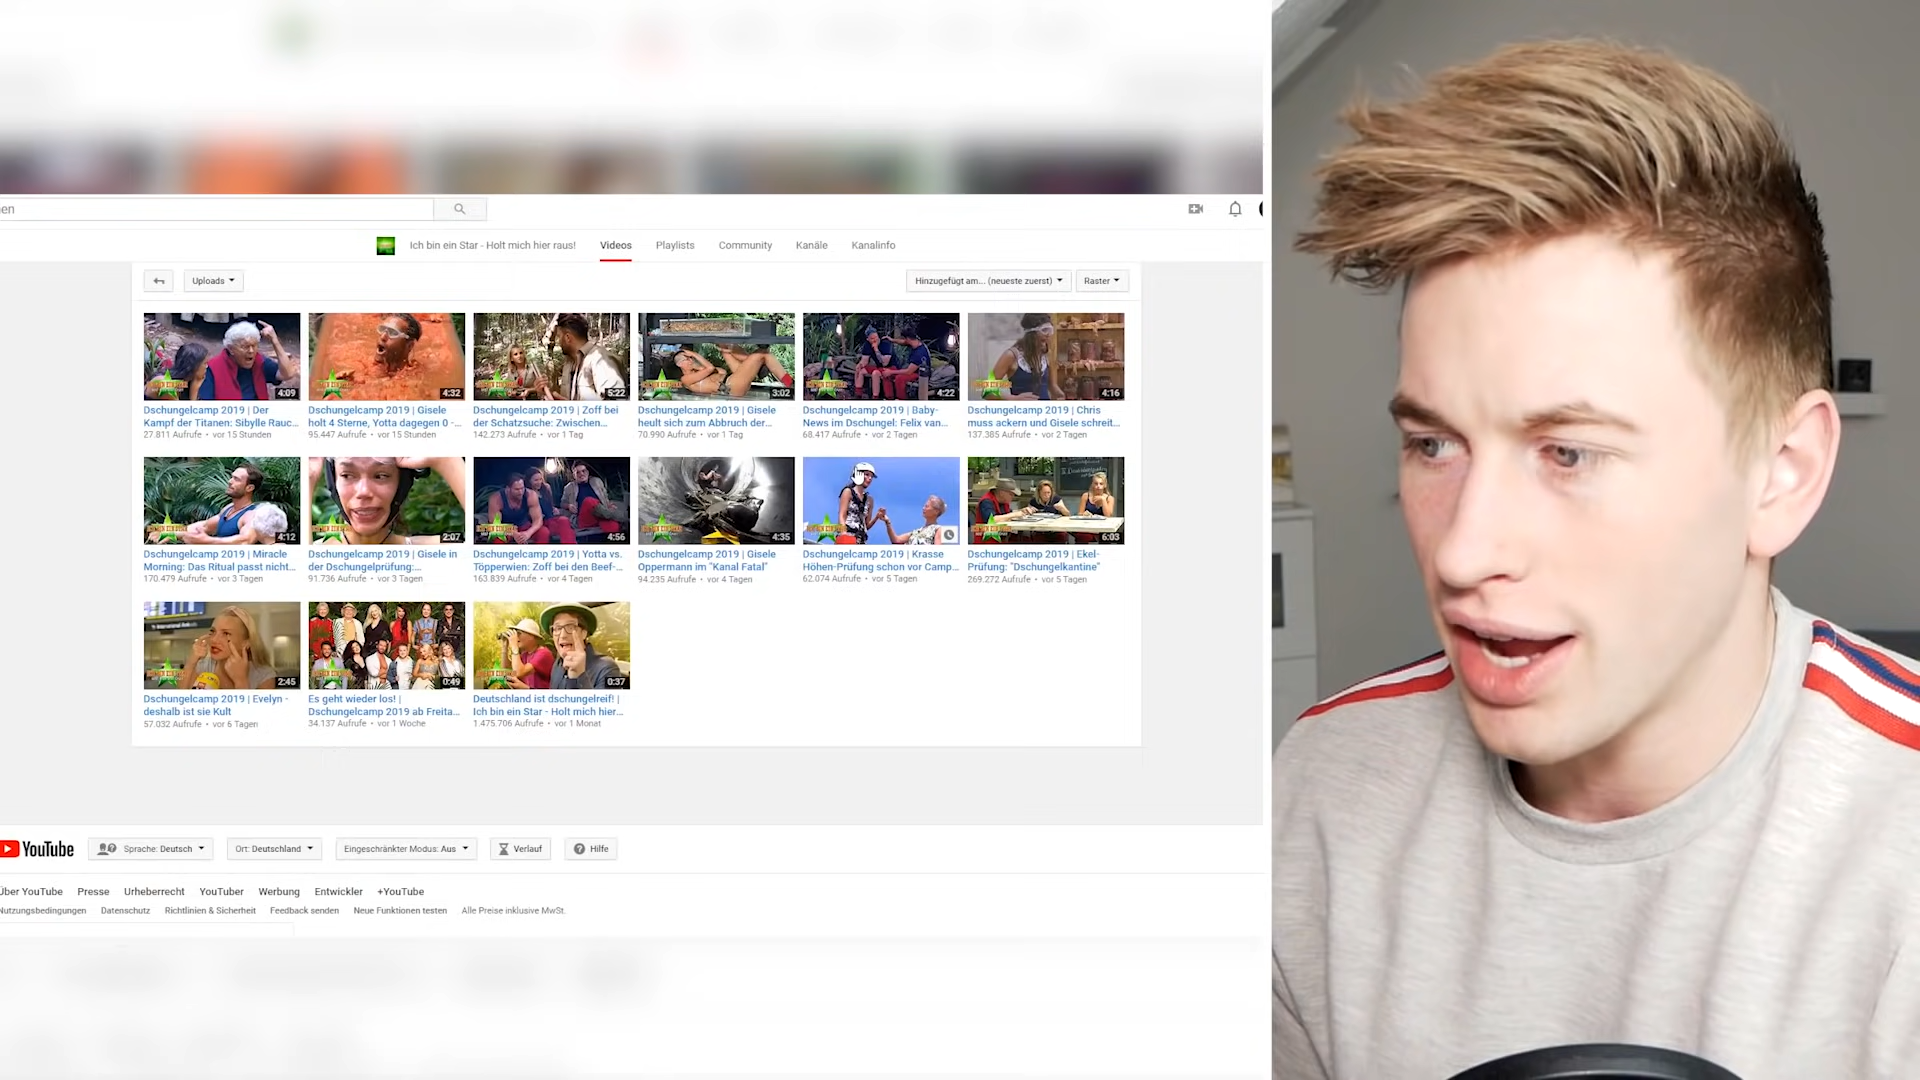 en
Ich bin ein Star - Holt mich hier raus!
Videos
Playlists
Community
Kanäle
Kanalinfo
Uploads
Hinzugefügt am... (neueste zuerst)
Raster
4:09
4:32
5:22
3:02
4:22
4:16
Dschungelcamp 2019 | Der
Kampf der Titanen: Sibylle Rauc...
27.811 Aufrufe • vor 15 Stunden
Dschungelcamp 2019 | Gisele
holt 4 Sterne, Yotta dagegen 0 -...
95.447 Aufrufe • vor 15 Stunden
Dschungelcamp 2019 | Zoff bei
der Schatzsuche: Zwischen...
142.273 Aufrufe • vor 1 Tag
Dschungelcamp 2019 | Gisele
heult sich zum Abbruch der...
70.990 Aufrufe • vor 1 Tag
Dschungelcamp 2019 | Baby-
News im Dschungel: Felix van...
68.417 Aufrufe • vor 2 Tagen
Dschungelcamp 2019 | Chris
muss ackern und Gisele schreit...
137.385 Aufrufe • vor 2 Tagen
4:12
2:07
4:56
4:35
6:03
Dschungelcamp 2019 | Miracle
Morning: Das Ritual passt nicht...
170.479 Aufrufe • vor 3 Tagen
Dschungelcamp 2019 | Gisele in
der Dschungelprüfung:...
91.736 Aufrufe • vor 3 Tagen
Dschungelcamp 2019 | Yotta vs.
Töpperwien: Zoff bei den Beef-...
163.839 Aufrufe • vor 4 Tagen
Dschungelcamp 2019 | Gisele
Oppermann im "Kanal Fatal"
94.235 Aufrufe • vor 4 Tagen
Dschungelcamp 2019 | Krasse
Höhen-Prüfung schon vor Camp...
62.074 Aufrufe • vor 5 Tagen
Dschungelcamp 2019 | Ekel-
Prüfung: "Dschungelkantine"
269.272 Aufrufe • vor 5 Tagen
2:45
0:49
0:37
Dschungelcamp 2019 | Evelyn -
deshalb ist sie Kult
57.032 Aufrufe • vor 6 Tagen
Es geht wieder los! |
Dschungelcamp 2019 ab Freita...
34.137 Aufrufe • vor 1 Woche
Deutschland ist dschungelreif! |
Ich bin ein Star - Holt mich hier...
1.475.706 Aufrufe • vor 1 Monat
YouTube
Sprache: Deutsch
Ort: Deutschland
Eingeschränkter Modus: Aus
Verlauf
Hilfe
Über YouTube
Presse
Urheberrecht
YouTuber
Werbung
Entwickler
+YouTube
Nutzungsbedingungen
Datenschutz
Richtlinien & Sicherheit
Feedback senden
Neue Funktionen testen
Alle Preise inklusive MwSt.